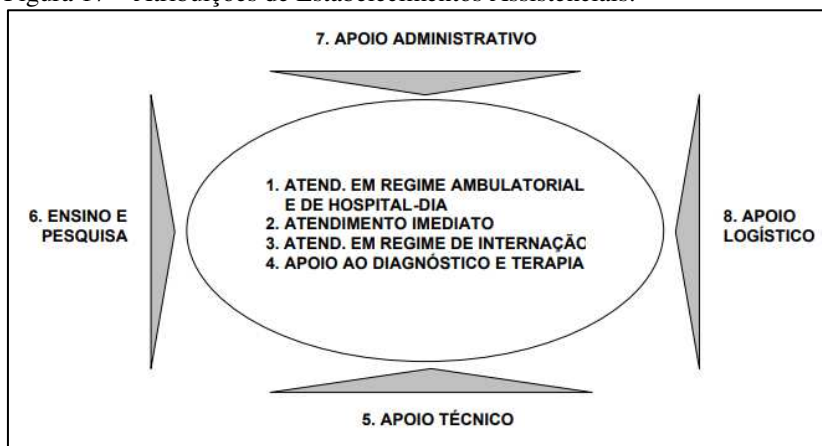 7. APOIO ADMINISTRATIVO
1. ATEND. EM REGIME AMBULATORIAL
E DE HOSPITAL-DIA
2. ATENDIMENTO IMEDIATO
3. ATEND. EM REGIME DE INTERNAÇÃO
4. APOIO AO DIAGNÓSTICO E TERAPIA
6. ENSINO E
PESQUISA
8. APOIO
LOGÍSTICO
5. APOIO TÉCNICO